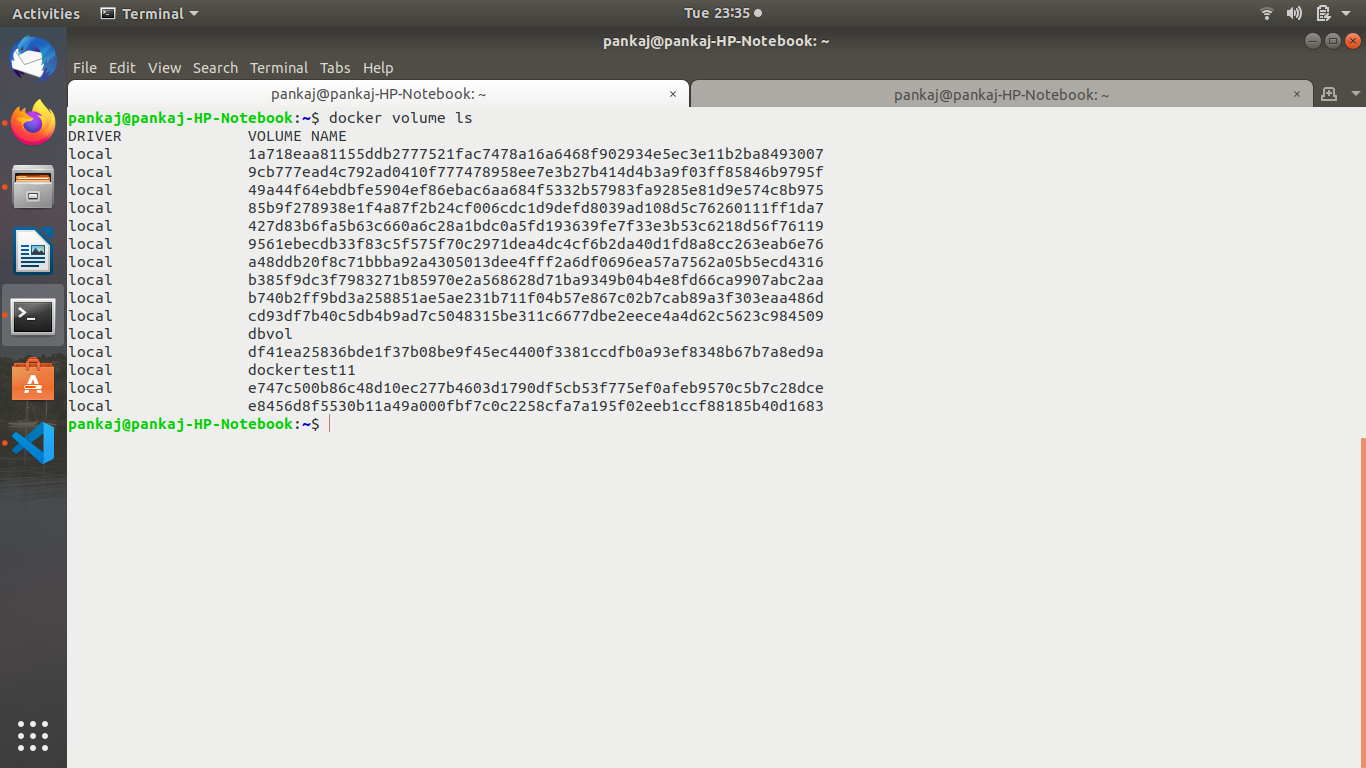 Activities Terminal Tue 23:35
pankaj@pankaj-HP-Notebook: ~
File Edit View Search Terminal Tabs Help
pankaj@pankaj-HP-Notebook: ~ × pankaj@pankaj-HP-Notebook: ~ ×
pankaj@pankaj-HP-Notebook:~$ docker volume ls
DRIVER VOLUME NAME
local 1a718eaa81155ddb2777521fac7478a16a6468f902934e5ec3e11b2ba8493007
local 9cb777ead4c792ad0410f777478958ee7e3b27b414d4b3a9f03ff85846b9795f
local 49a44f64ebdbfe5904ef86ebac6aa684f5332b57983fa9285e81d9e574c8b975
local 85b9f278938e1f4a87f2b24cf006cdc1d9defd8039ad108d5c76260111ff1da7
local 427d83b6fa5b63c660a6c28a1bdc0a5fd193639fe7f33e3b53c6218d56f76119
local 9561ebecdb33f83c5f575f70c2971dea4dc4cf6b2da40d1fd8a8cc263eab6e76
local a48ddb20f8c71bbba92a4305013dee4fff2a6df0696ea57a7562a05b5ecd4316
local b385f9dc3f7983271b85970e2a568628d71ba9349b04b4e8fd66ca9907abc2aa
local b740b2ff9bd3a258851ae5ae231b711f04b57e867c02b7cab89a3f303eaa486d
local cd93df7b40c5db4b9ad7c5048315be311c6677dbe2eece4a4d62c5623c984509
local dbvol
local df41ea25836bde1f37b08be9f45ec4400f3381ccdfb0a93ef8348b67b7a8ed9a
local dockertest11
local e747c500b86c48d10ec277b4603d1790df5cb53f775ef0afeb9570c5b7c28dce
local e8456d8f5530b11a49a000fbf7c0c2258cfa7a195f02eeb1ccf88185b40d1683
pankaj@pankaj-HP-Notebook:~$